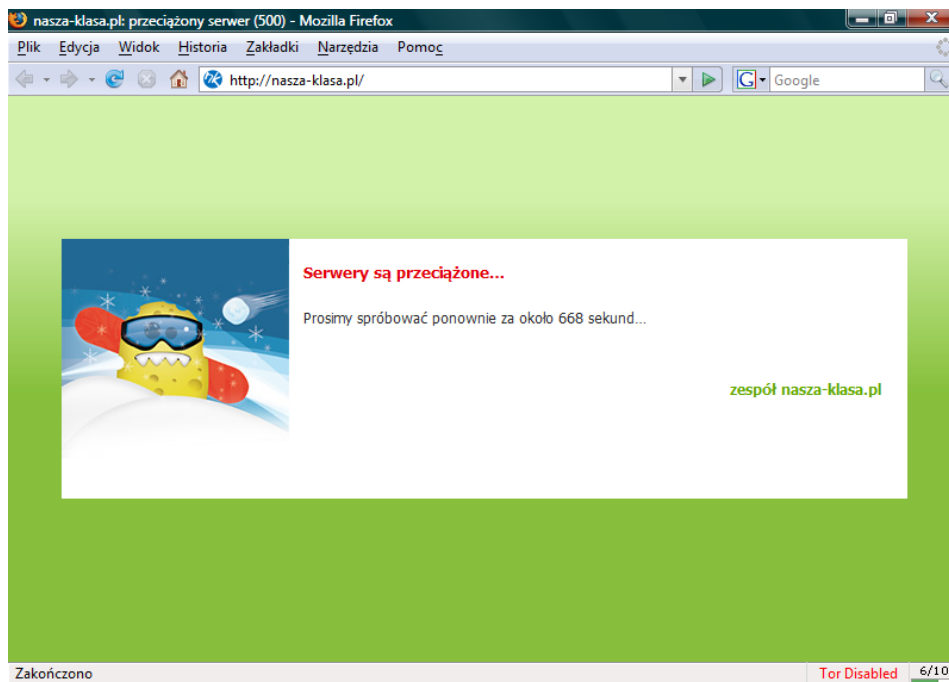 nasza-klasa.pl: przeciążony serwer (500) - Mozilla Firefox
Plik Edycja Widok Historia Zakładki Narzędzia Pomoc
http://nasza-klasa.pl/ G Google
Serwery są przeciążone...
Prosimy spróbować ponownie za około 668 sekund...
zespół nasza-klasa.pl
Zakończono Tor Disabled 6/10